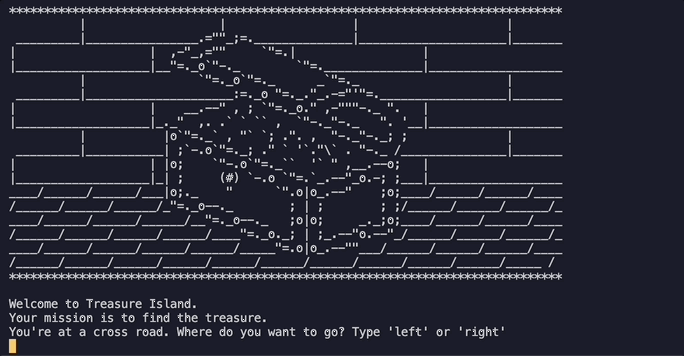 Welcome to Treasure Island.
Your mission is to find the treasure.
You're at a cross road. Where do you want to go? Type 'left' or 'right'